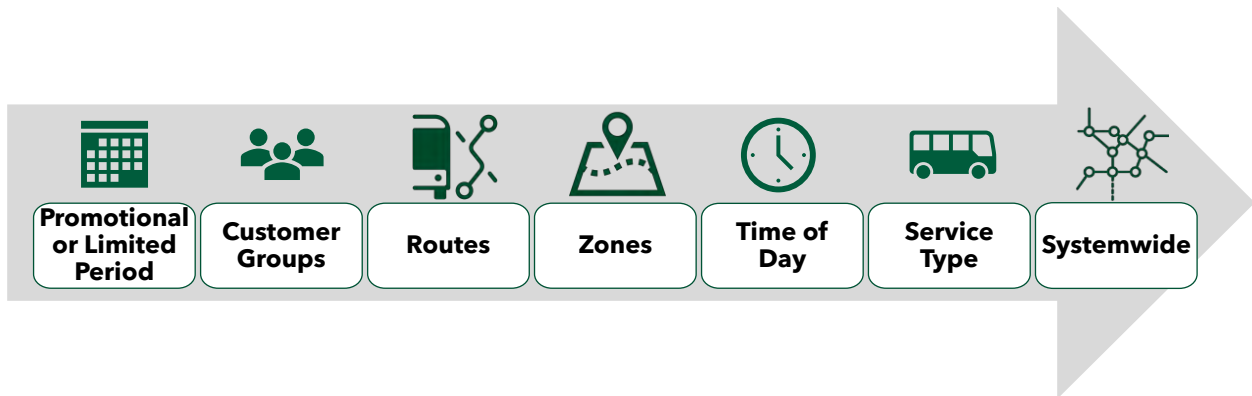 Promotional
or Limited
Period
Customer
Groups
Routes
Zones
Time of
Day
Service
Type
Systemwide